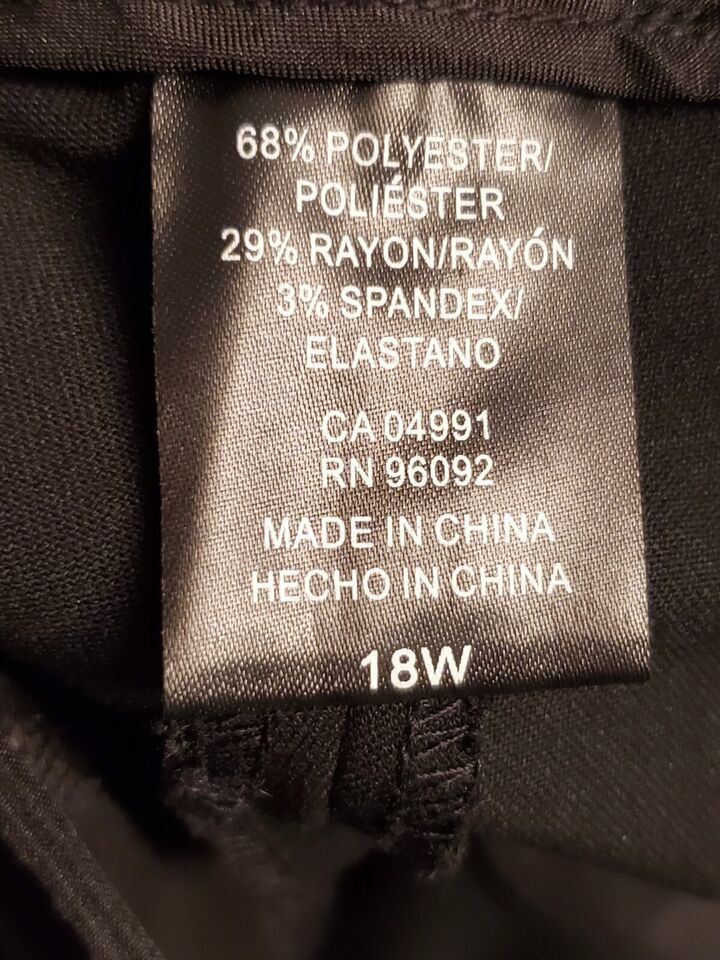 68% POLYESTER/
POLIÉSTER
29% RAYON/RAYÓN
3% SPANDEX/
ELASTANO
CA 04991
RN 96092
MADE IN CHINA
HECHO IN CHINA
18W